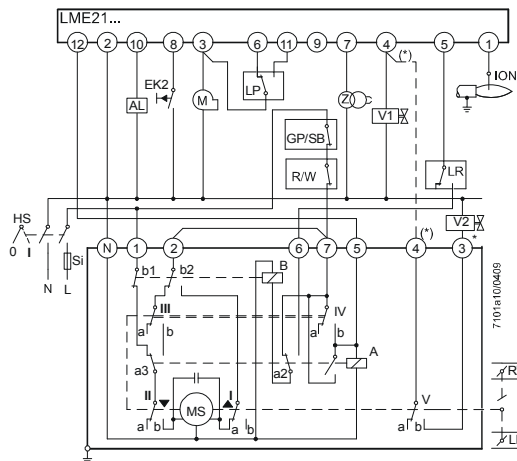 LME21...
12 2 10 8 3 6 11 9 7 4 (*) 5 1
ION
EK2
AL M LP Z V1
GP/SB
R/W LR
HS
0 I
Si
N L
V2
*
N 1 2 6 7 5 4 (*) 3
b1 b2 B
III IV
a b a b
A
a3 a2
II I V
MS
a b a b a b
R
L
7101a10/0409